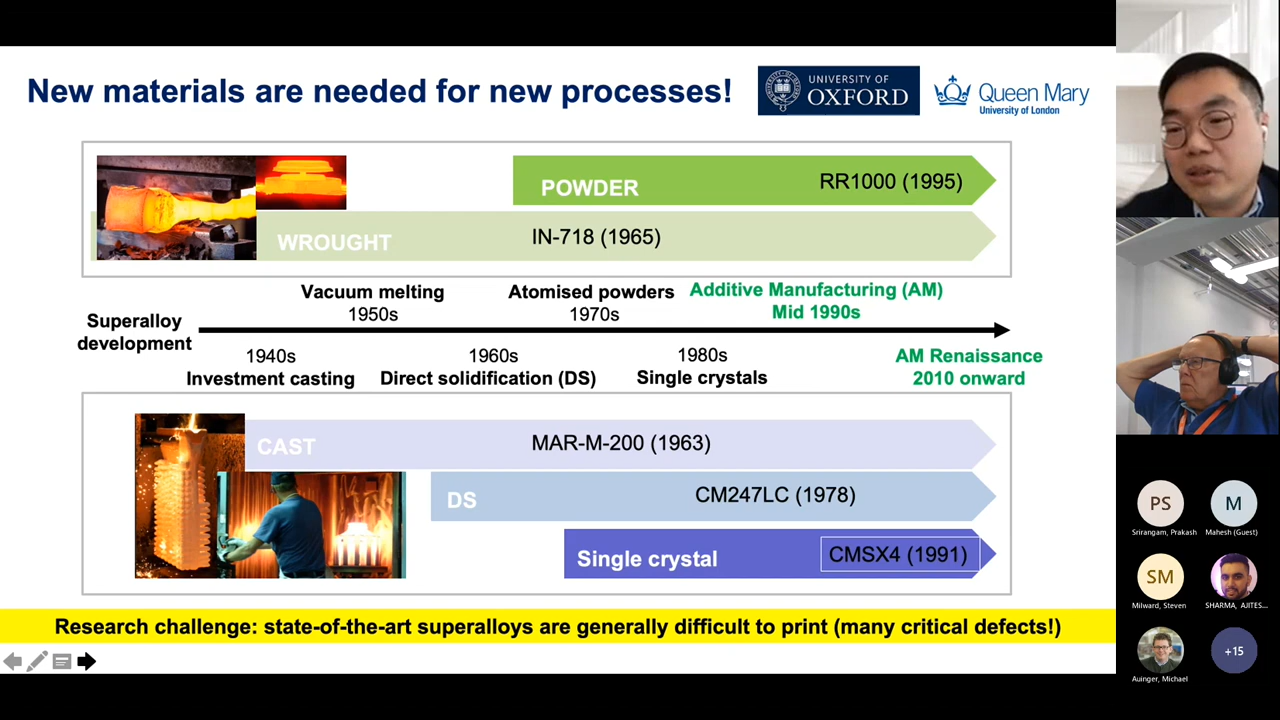 New materials are needed for new processes!
UNIVERSITY OF
OXFORD
Queen Mary
University of London
POWDER
RR1000 (1995)
WROUGHT
IN-718 (1965)
Vacuum melting
1950s
Atomised powders
1970s
Additive Manufacturing (AM)
Mid 1990s
Superalloy
development
1940s
Investment casting
1960s
Direct solidification (DS)
1980s
Single crystals
AM Renaissance
2010 onward
CAST
MAR-M-200 (1963)
DS
CM247LC (1978)
Single crystal
CMSX4 (1991)
Research challenge: state-of-the-art superalloys are generally difficult to print (many critical defects!)
PS
Srirangam, Prakash
M
Mahesh (Guest)
SM
Milward, Steven
SHARMA, AJITES...
Auinger, Michael
+15